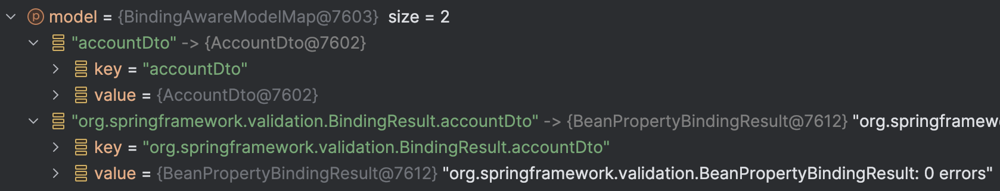 p model = {BindingAwareModelMap@7603} size = 2
"accountDto" -> {AccountDto@7602}
key = "accountDto"
value = {AccountDto@7602}
"org.springframework.validation.BindingResult.accountDto" -> {BeanPropertyBindingResult@7612} "org.springframew
key = "org.springframework.validation.BindingResult.accountDto"
value = {BeanPropertyBindingResult@7612} "org.springframework.validation.BeanPropertyBindingResult: 0 errors"